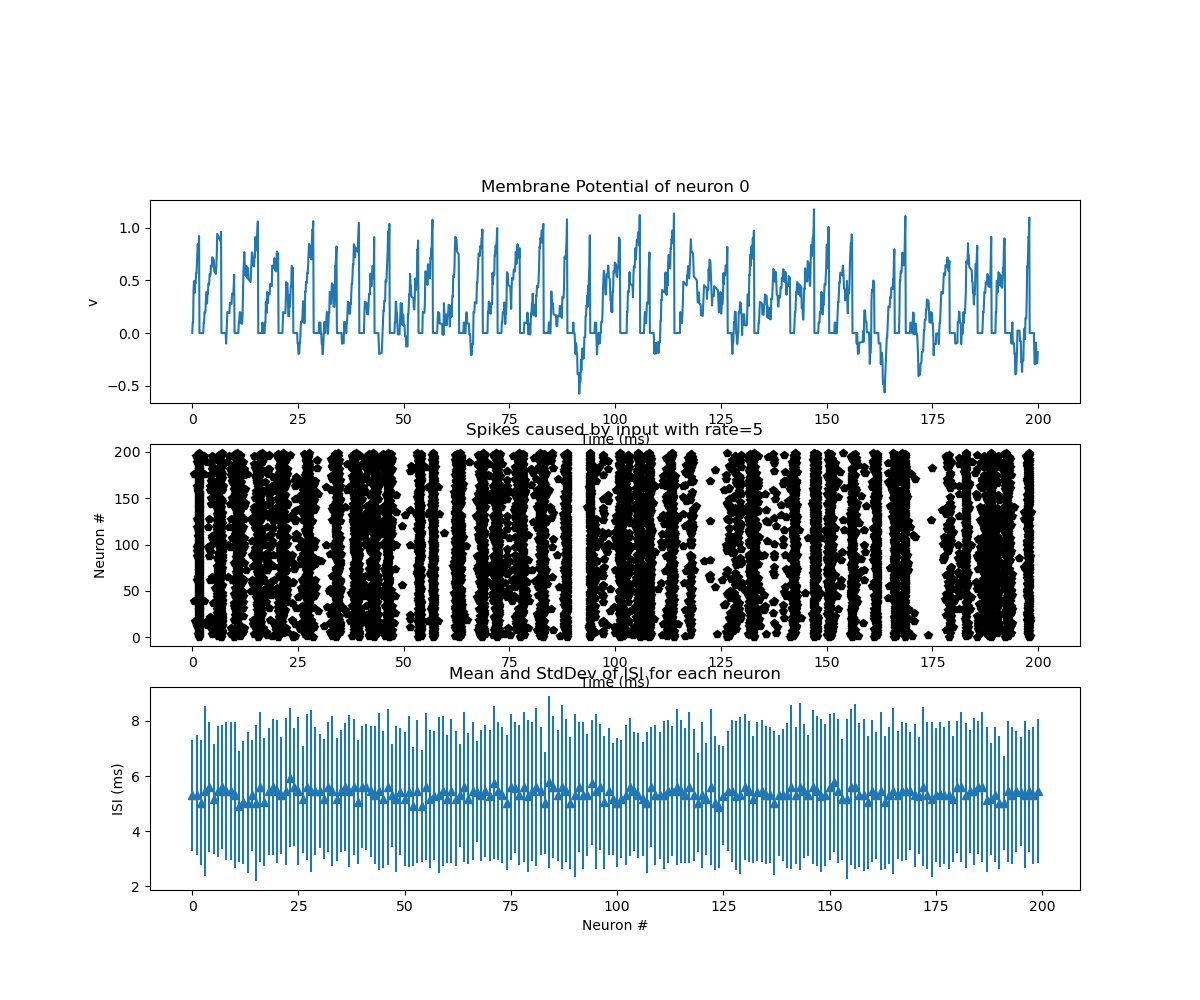 Membrane Potential of neuron 0
1.0
0.5
0.0
−0.5
v
0 25 50 75 100 125 150 175 200
Time (ms)
Spikes caused by input with rate=5
200
150
100
50
0
Neuron #
0 25 50 75 100 125 150 175 200
Time (ms)
Mean and StdDev of ISI for each neuron
8
6
4
2
ISI (ms)
0 25 50 75 100 125 150 175 200
Neuron #